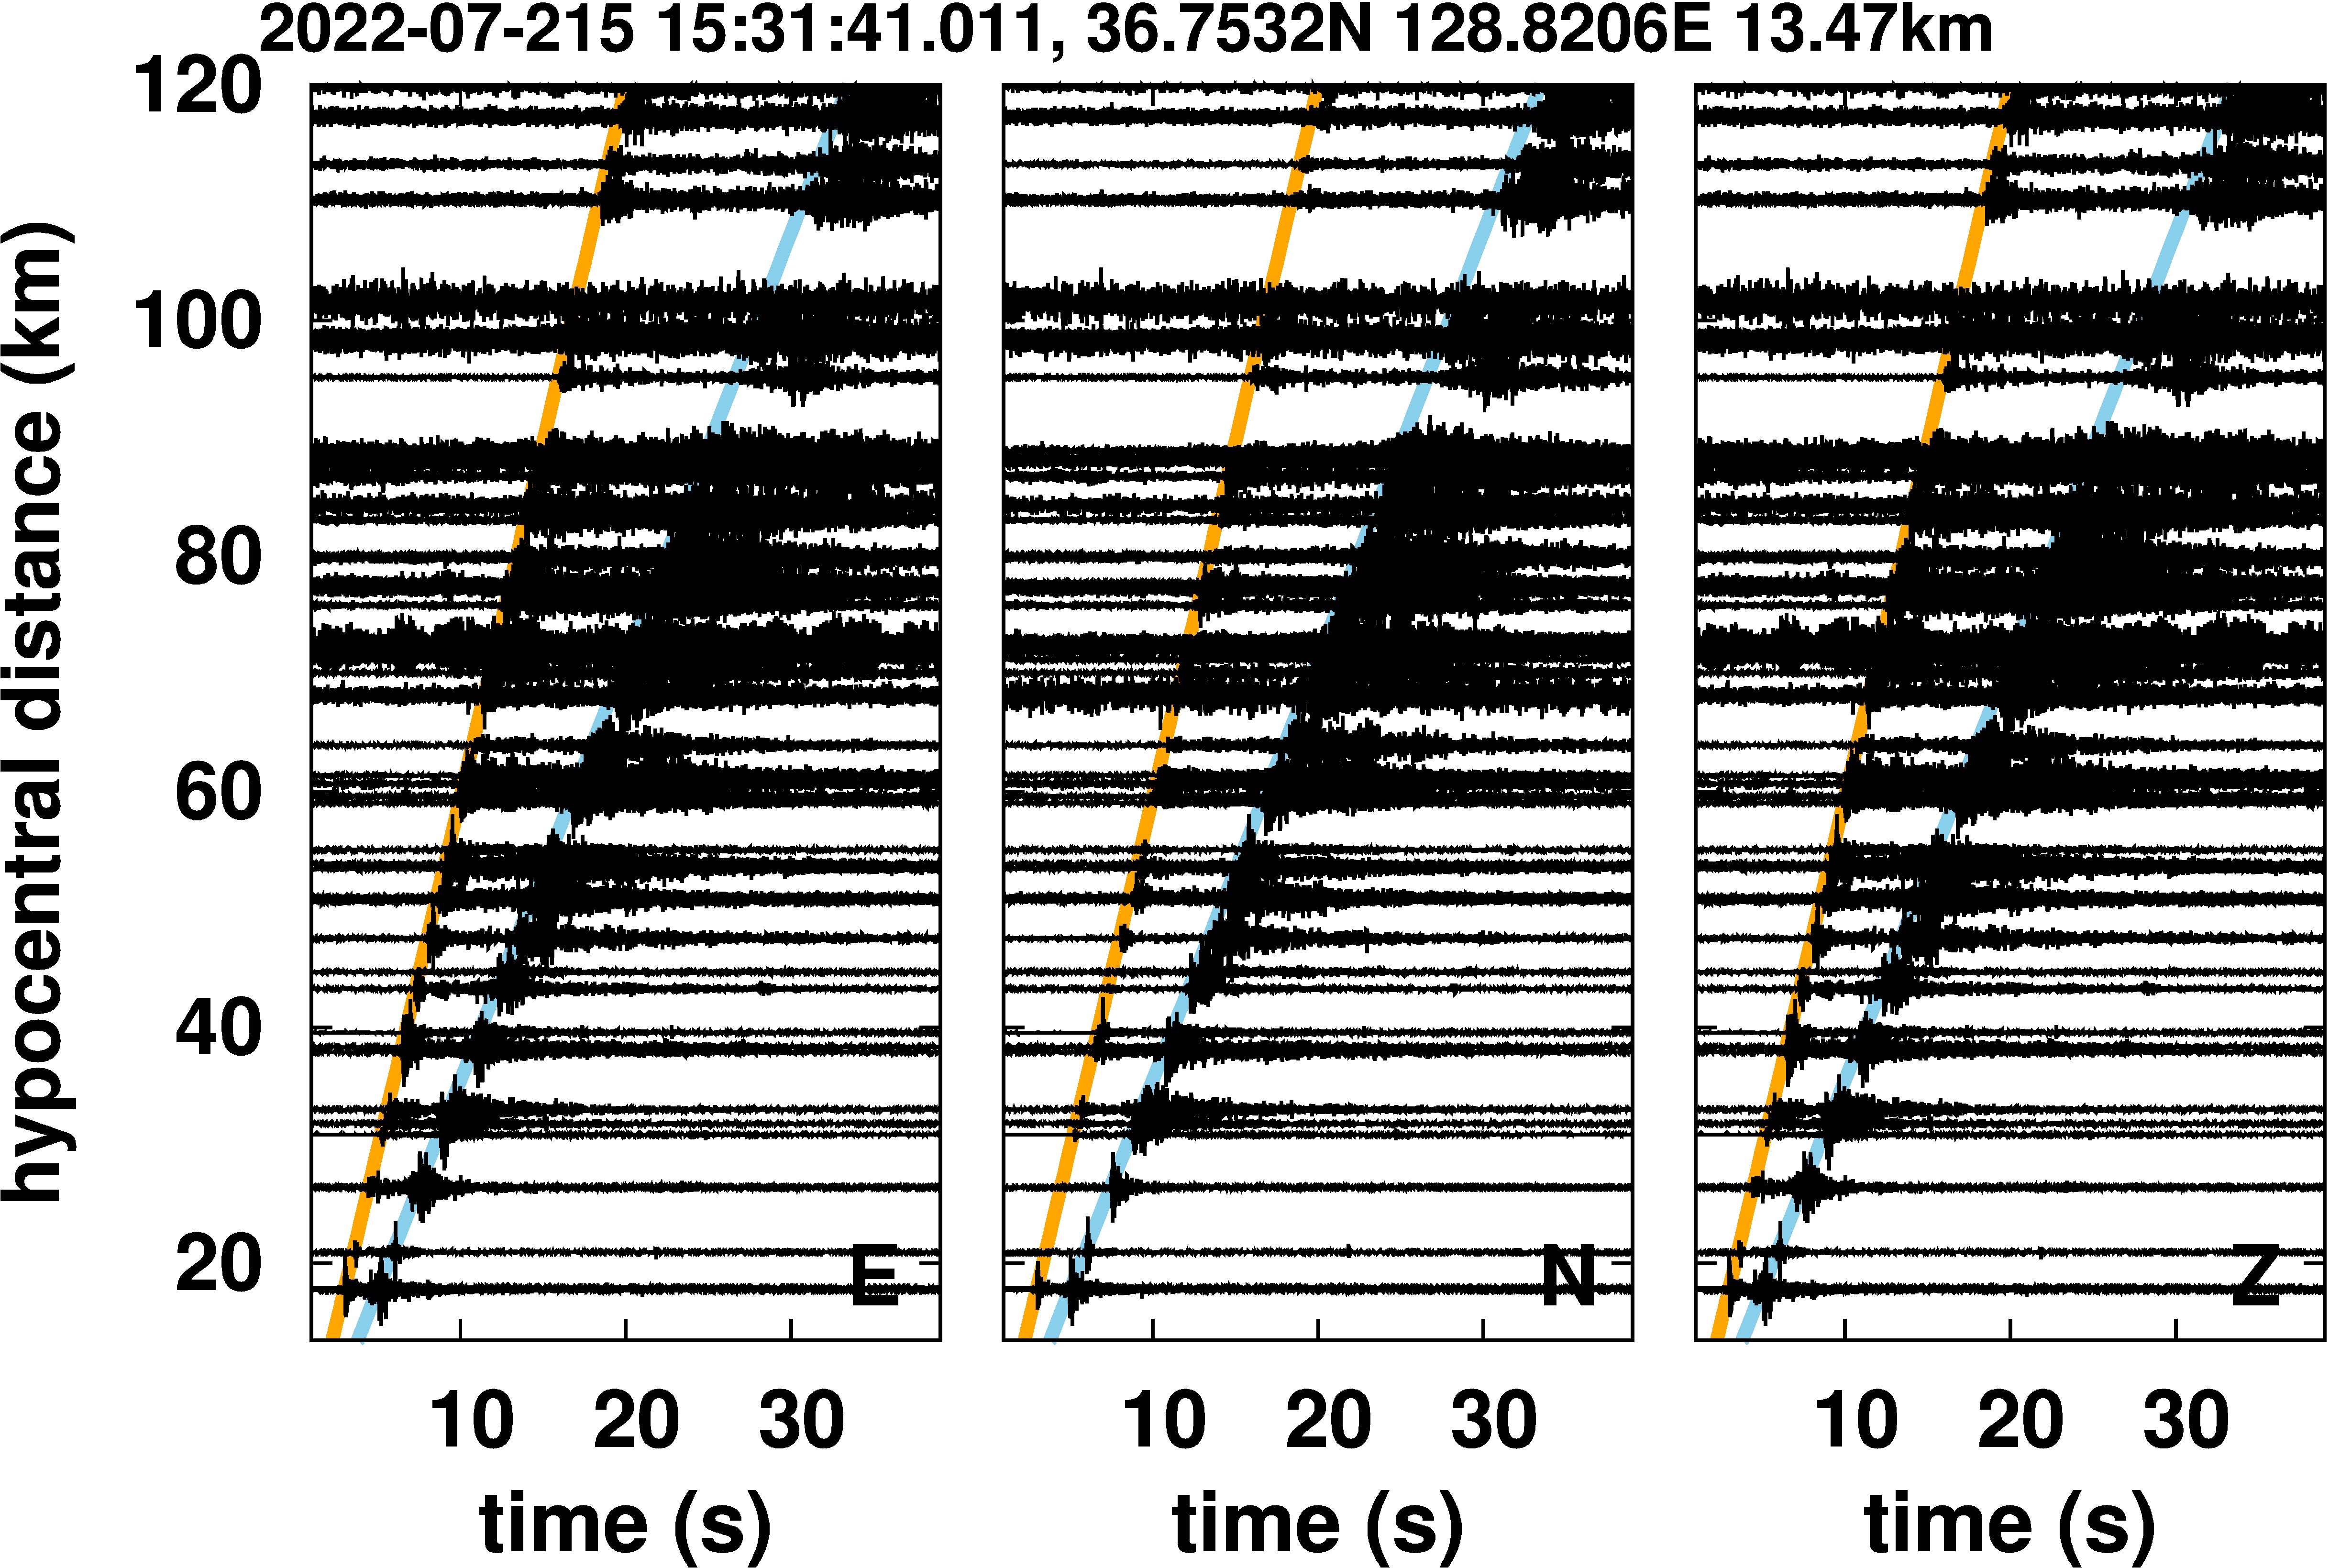 2022-07-215 15:31:41.011, 36.7532N 128.8206E 13.47km
hypocentral distance (km)
120
100
80
60
40
20
E
N
Z
10 20 30
10 20 30
10 20 30
time (s)
time (s)
time (s)